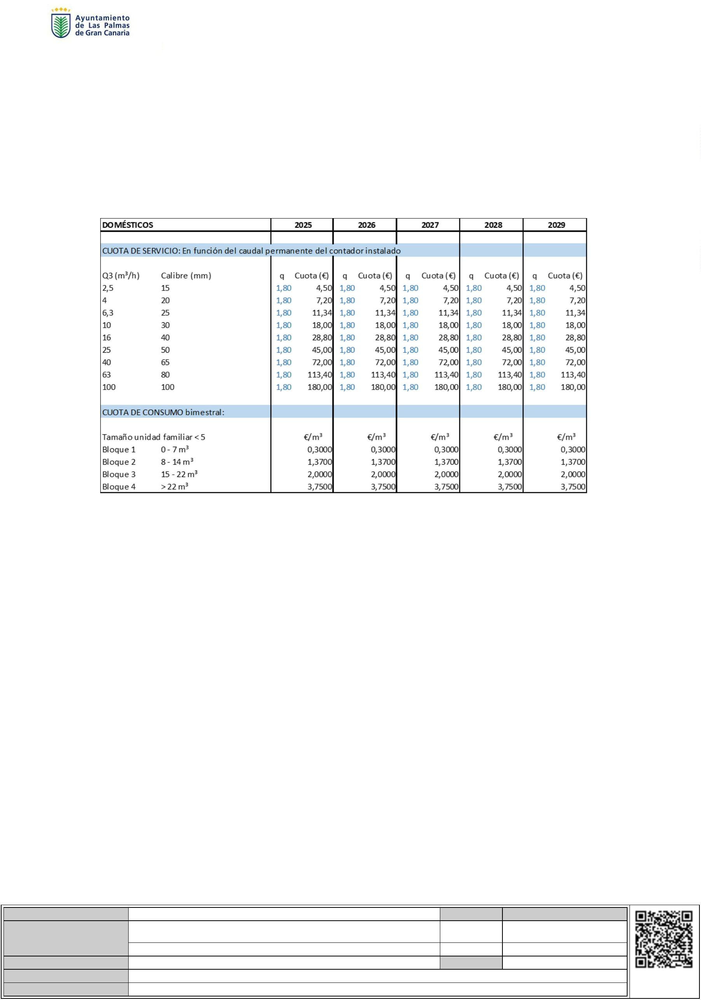 Ayuntamiento
de Las Palmas
de Gran Canaria
DOMÉSTICOS 2025 2026 2027 2028 2029
CUOTA DE SERVICIO: En función del caudal permanente del contador instalado
Q3 (m³/h) Calibre (mm) q Cuota (€) q Cuota (€) q Cuota (€) q Cuota (€) q Cuota (€)
2,5 15 1,80 4,50 1,80 4,50 1,80 4,50 1,80 4,50 1,80 4,50
4 20 1,80 7,20 1,80 7,20 1,80 7,20 1,80 7,20 1,80 7,20
6,3 25 1,80 11,34 1,80 11,34 1,80 11,34 1,80 11,34 1,80 11,34
10 30 1,80 18,00 1,80 18,00 1,80 18,00 1,80 18,00 1,80 18,00
16 40 1,80 28,80 1,80 28,80 1,80 28,80 1,80 28,80 1,80 28,80
25 50 1,80 45,00 1,80 45,00 1,80 45,00 1,80 45,00 1,80 45,00
40 65 1,80 72,00 1,80 72,00 1,80 72,00 1,80 72,00 1,80 72,00
63 80 1,80 113,40 1,80 113,40 1,80 113,40 1,80 113,40 1,80 113,40
100 100 1,80 180,00 1,80 180,00 1,80 180,00 1,80 180,00 1,80 180,00
CUOTA DE CONSUMO bimestral:
Tamaño unidad familiar < 5 €/m³ €/m³ €/m³ €/m³ €/m³
Bloque 1 0 - 7 m³ 0,3000 0,3000 0,3000 0,3000 0,3000
Bloque 2 8 - 14 m³ 1,3700 1,3700 1,3700 1,3700 1,3700
Bloque 3 15 - 22 m³ 2,0000 2,0000 2,0000 2,0000 2,0000
Bloque 4 > 22 m³ 3,7500 3,7500 3,7500 3,7500 3,7500